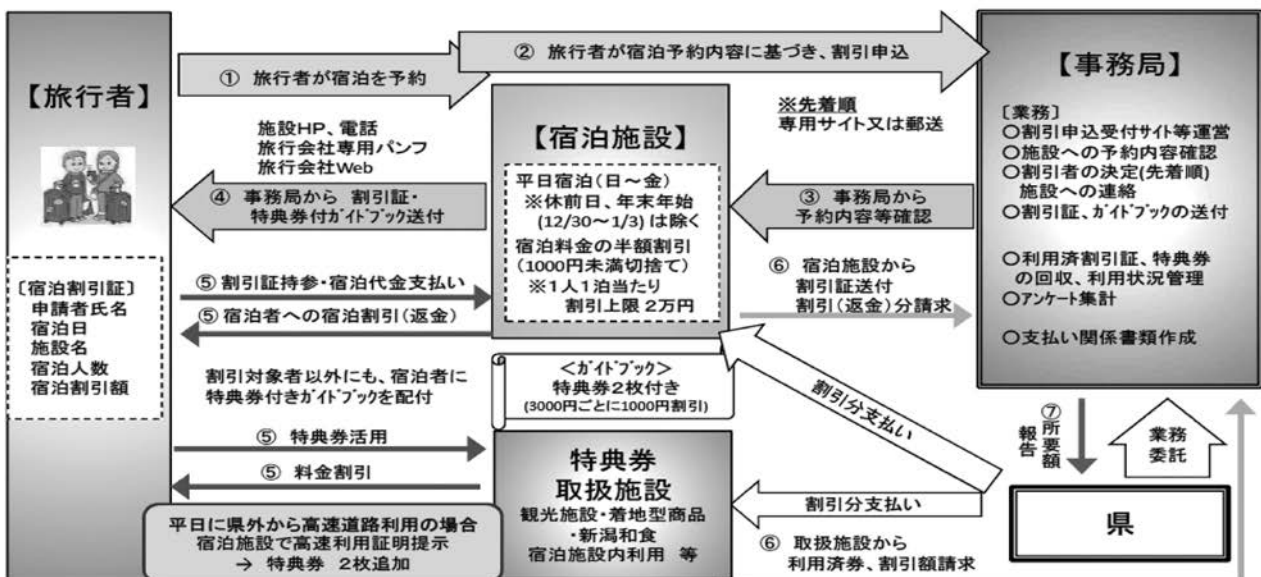 【旅行者】
〔宿泊割引証〕
申請者氏名
宿泊日
施設名
宿泊人数
宿泊割引額
① 旅行者が宿泊を予約
② 旅行者が宿泊予約内容に基づき、割引申込
施設HP、電話
旅行会社専用パンフ
旅行会社Web
※先着順
専用サイト又は郵送
④ 事務局から 割引証・
特典券付ｶﾞｲﾄﾞﾌﾞｯｸ送付
③ 事務局から
予約内容等確認
⑤ 割引証持参・宿泊代金支払い
⑤ 宿泊者への宿泊割引（返金）
⑥ 宿泊施設から
割引証送付
割引（返金）分請求
【宿泊施設】
平日宿泊（日～金）
※休前日、年末年始
(12/30～1/3) は除く
宿泊料金の半額割引
（1000円未満切捨て）
※１人１泊当たり
割引上限 ２万円
【事務局】
〔業務〕
○割引申込受付サイト等運営
○施設への予約内容確認
○割引者の決定(先着順)
施設への連絡
○割引証、ｶﾞｲﾄﾞﾌﾞｯｸの送付
○利用済割引証、特典券
の回収、利用状況管理
○アンケート集計
○支払い関係書類作成
割引対象者以外にも、宿泊者に
特典券付きｶﾞｲﾄﾞﾌﾞｯｸを配付
＜ｶﾞｲﾄﾞﾌﾞｯｸ＞
特典券２枚付き
(3000円ごとに1000円割引)
割引分支払い
⑤ 特典券活用
⑤ 料金割引
特典券
取扱施設
観光施設・着地型商品
・新潟和食
宿泊施設内利用 等
割引分支払い
⑥ 取扱施設から
利用済券、割引額請求
⑦所要額
報告
業務
委託
県
平日に県外から高速道路利用の場合
宿泊施設で高速利用証明提示
→ 特典券 ２枚追加